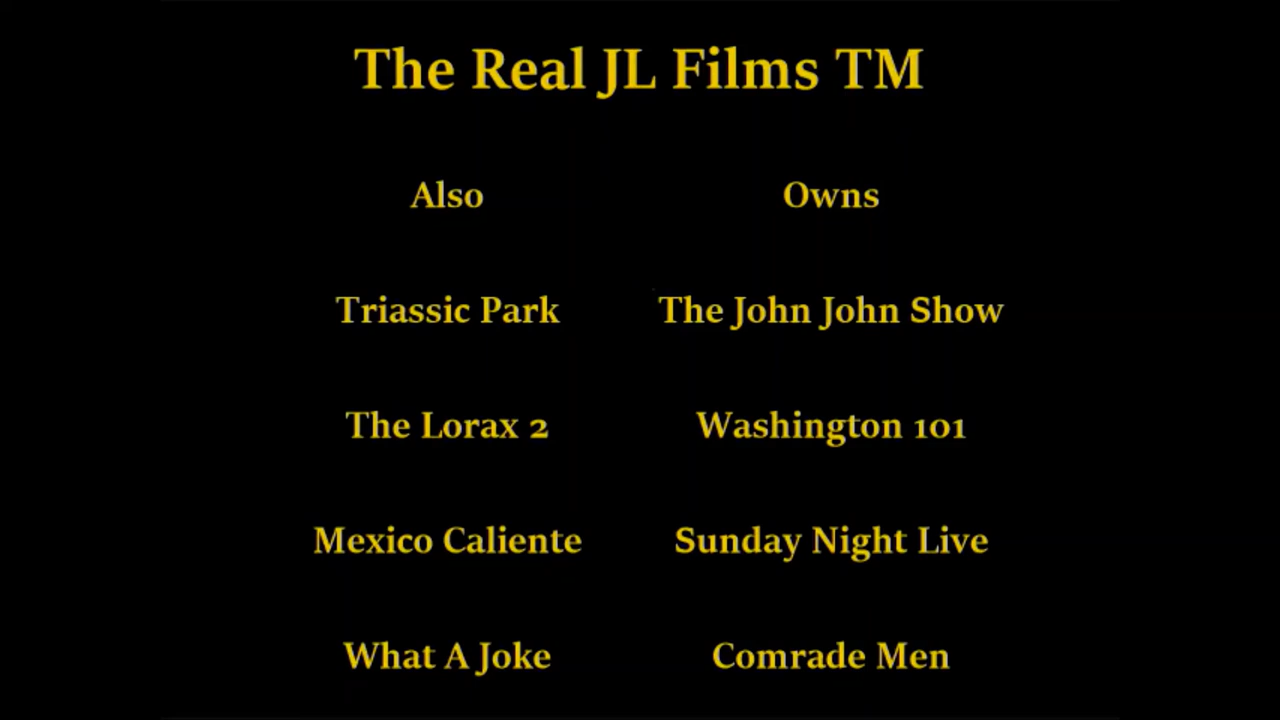 The Real JL Films TM
Also Owns
Triassic Park The John John Show
The Lorax 2 Washington 101
Mexico Caliente Sunday Night Live
What A Joke Comrade Men